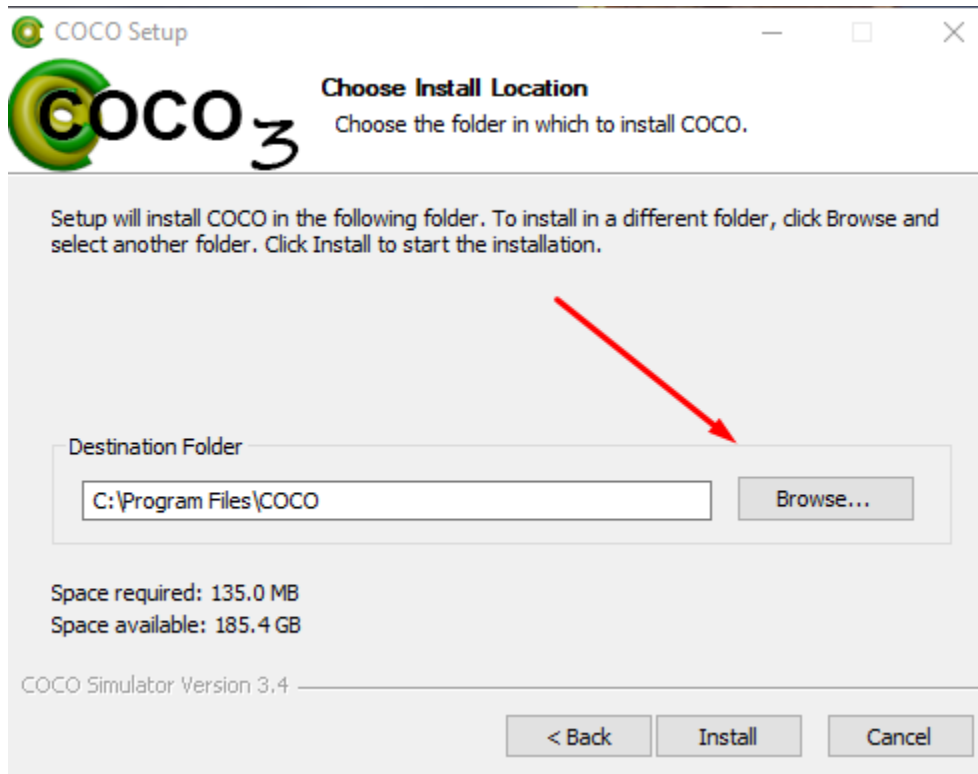 COCO Setup
COCO 3
Choose Install Location
Choose the folder in which to install COCO.
Setup will install COCO in the following folder. To install in a different folder, click Browse and
select another folder. Click Install to start the installation.
Destination Folder
C:\Program Files\COCO
Browse...
Space required: 135.0 MB
Space available: 185.4 GB
COCO Simulator Version 3.4
< Back
Install
Cancel